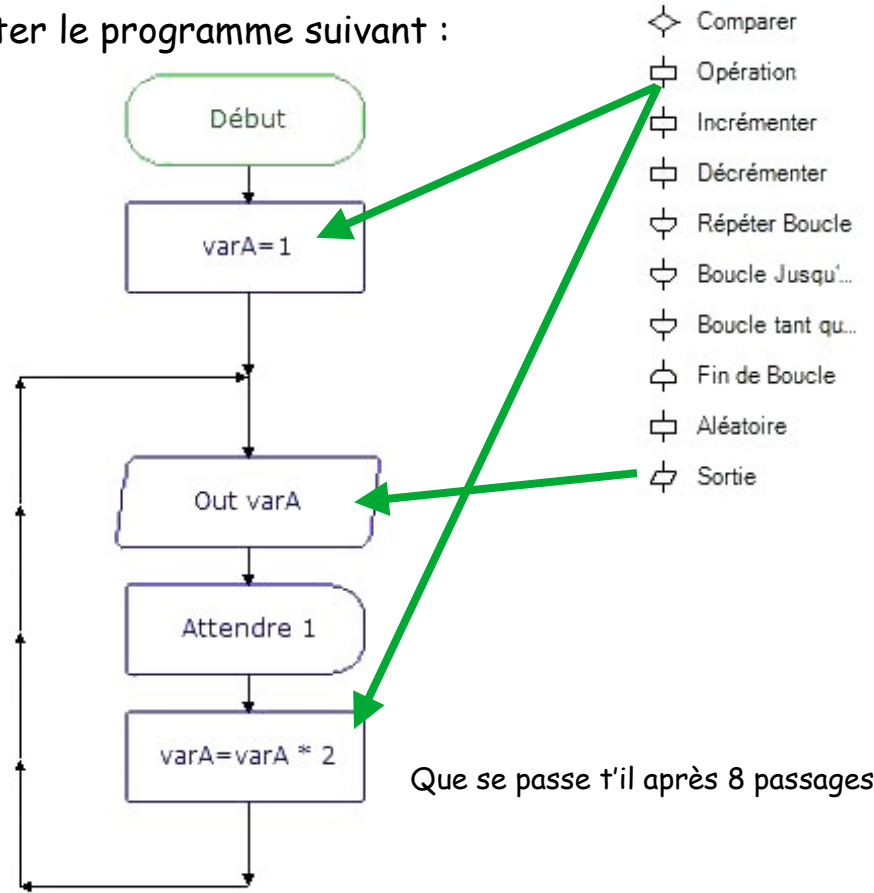 ter le programme suivant :
Début
varA=1
Out varA
Attendre 1
varA=varA * 2
Comparer
Opération
Incrémenter
Décrémenter
Répéter Boucle
Boucle Jusqu'...
Boucle tant qu...
Fin de Boucle
Aléatoire
Sortie
Que se passe t'il après 8 passages